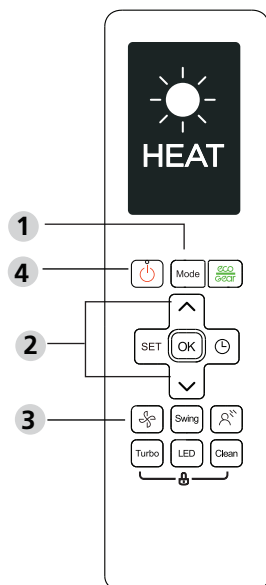 HEAT
1
4
Mode
eco
Gear
2
SET OK
3
Swing
Turbo LED Clean